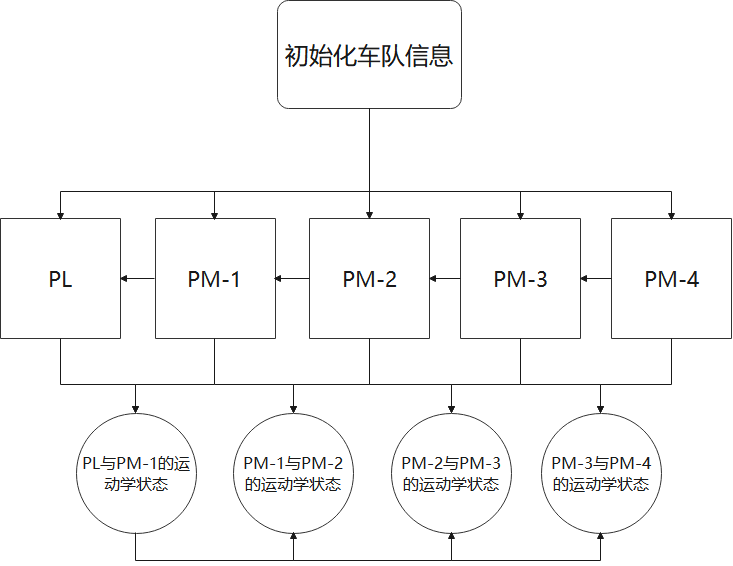 初始化车队信息
PL
PM-1
PM-2
PM-3
PM-4
PL与PM-1的运
动学状态
PM-1与PM-2
的运动学状态
PM-2与PM-3
的运动学状态
PM-3与PM-4
的运动学状态